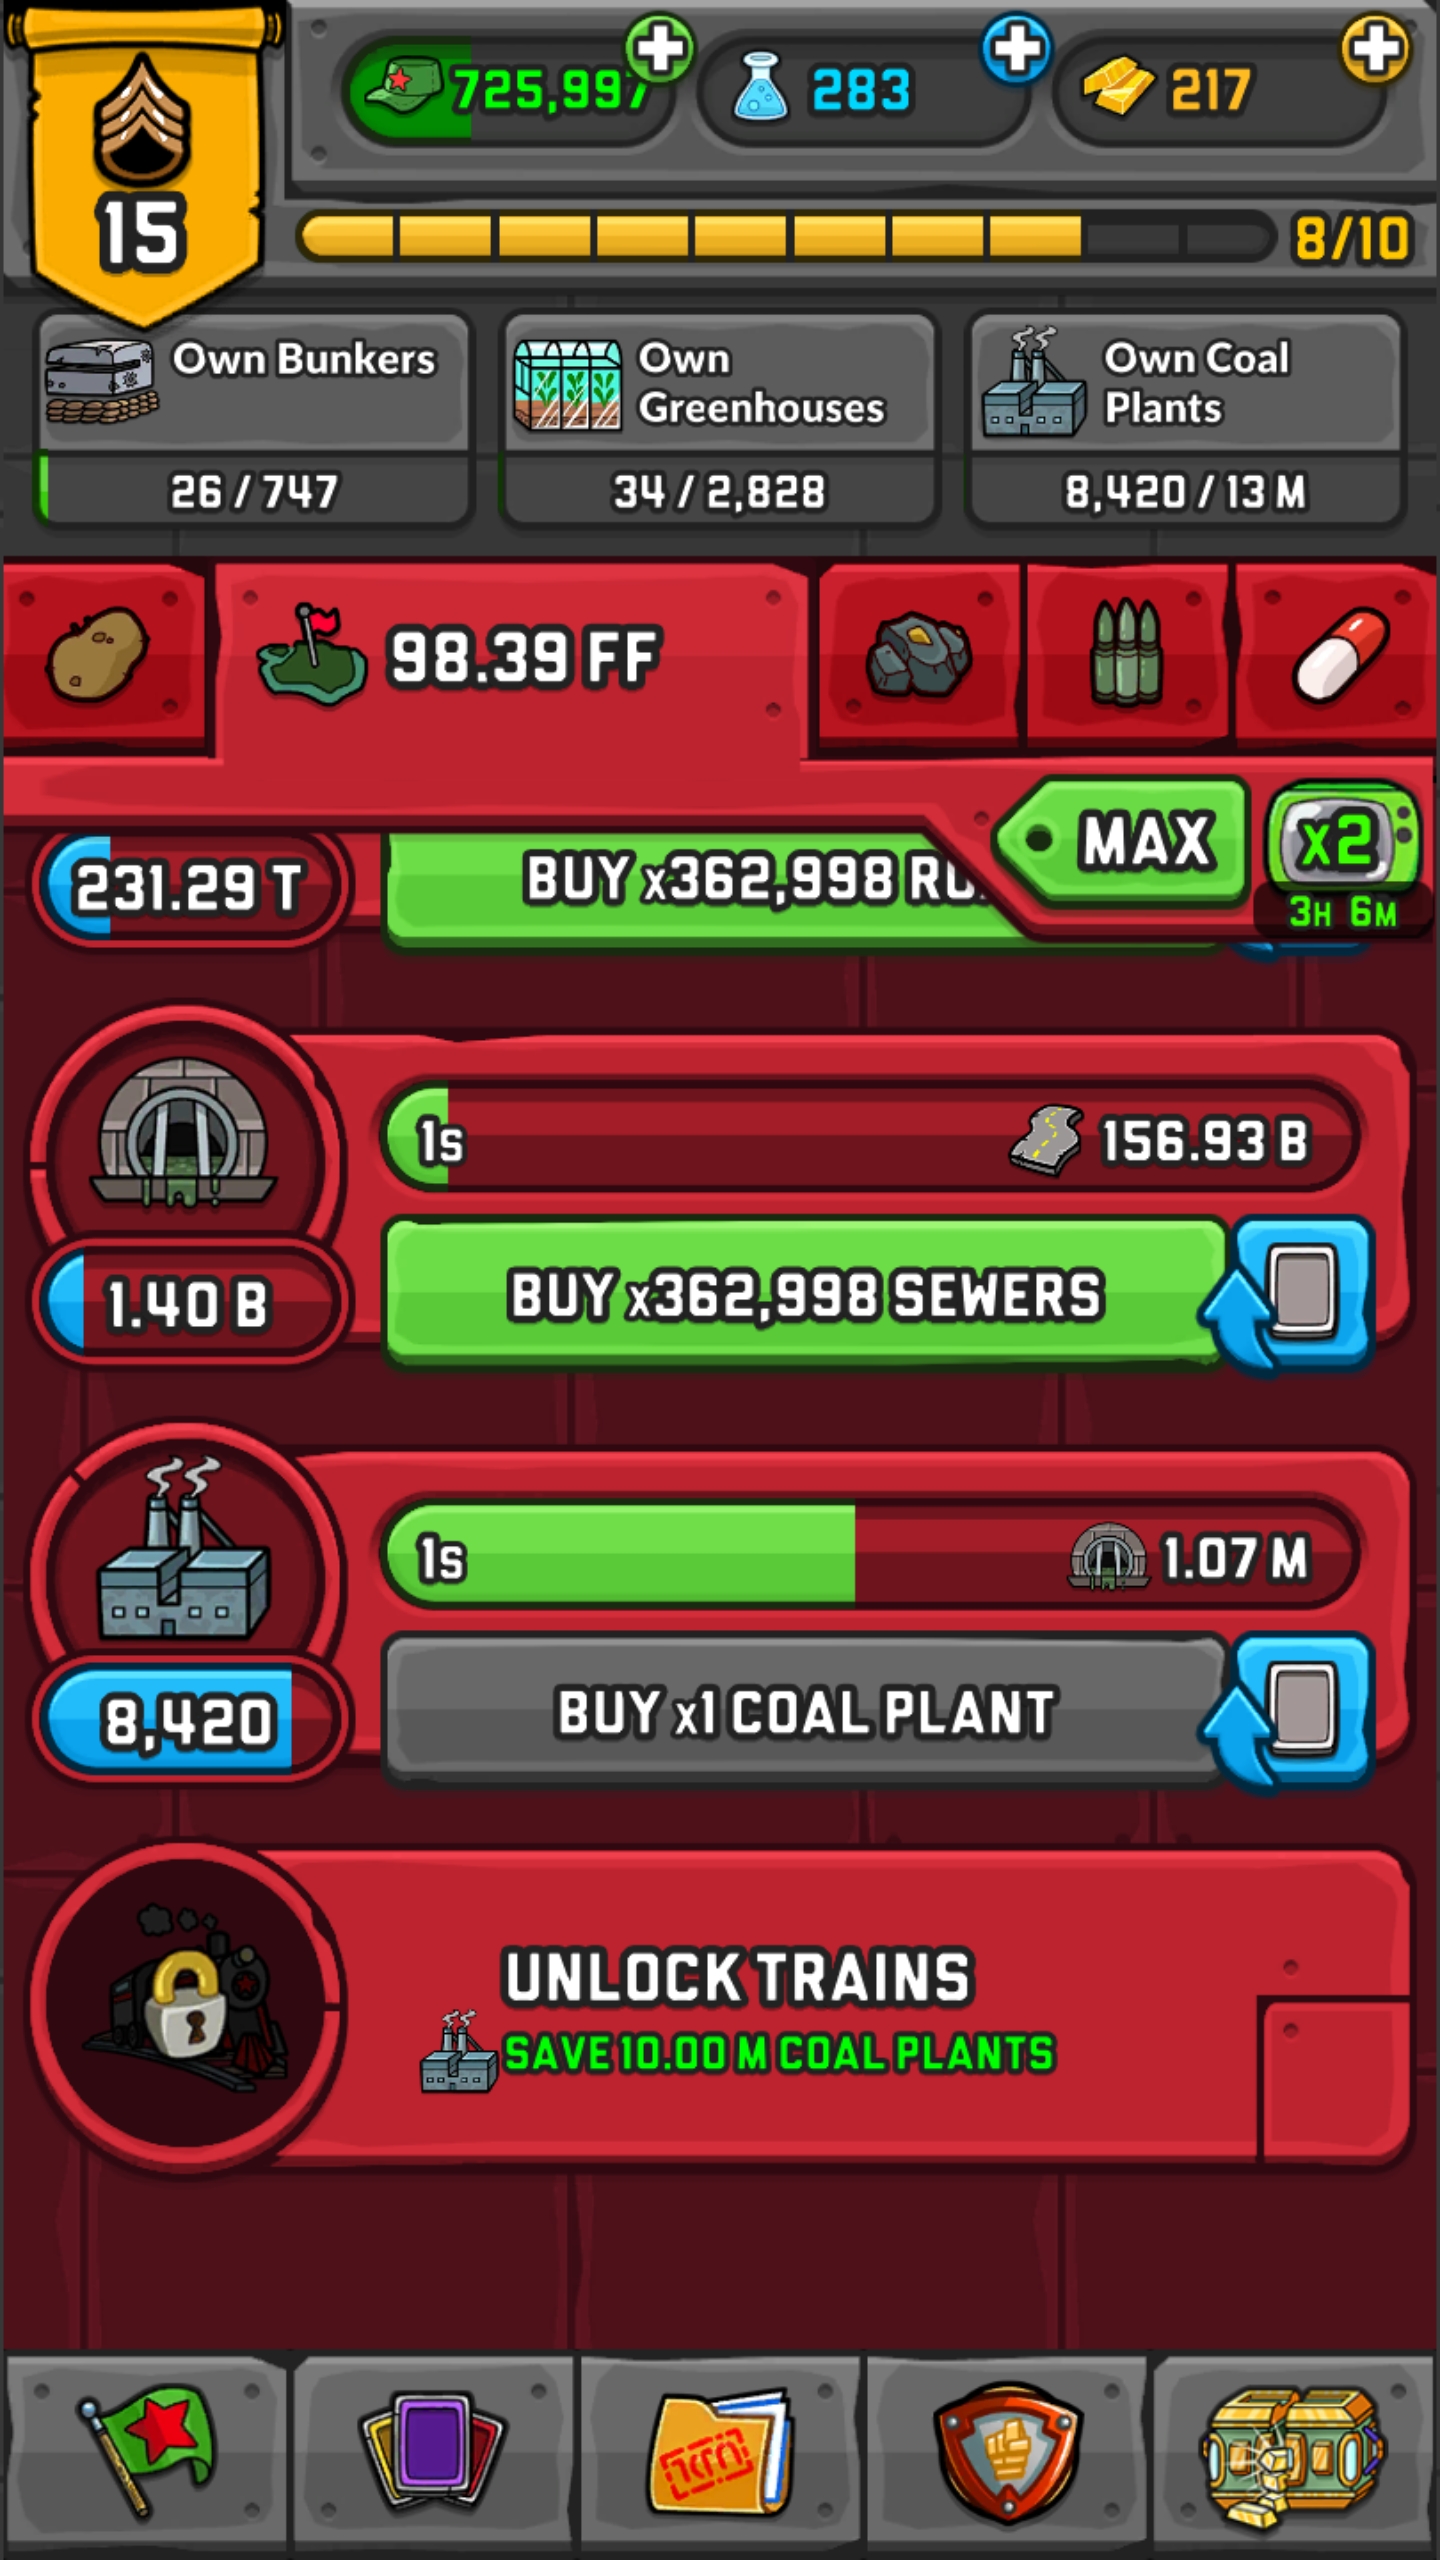 725,997
283
217
15
8/10
Own Bunkers
26 / 747
Own
Greenhouses
34 / 2,828
Own Coal
Plants
8,420 / 13 M
98.39 FF
MAX
x2
3H 6M
231.29 T
BUY x362,998
1s
156.93 B
1.40 B
BUY x362,998 SEWERS
1s
1.07 M
8,420
BUY x1 COAL PLANT
UNLOCK TRAINS
SAVE 10.00 M COAL PLANTS